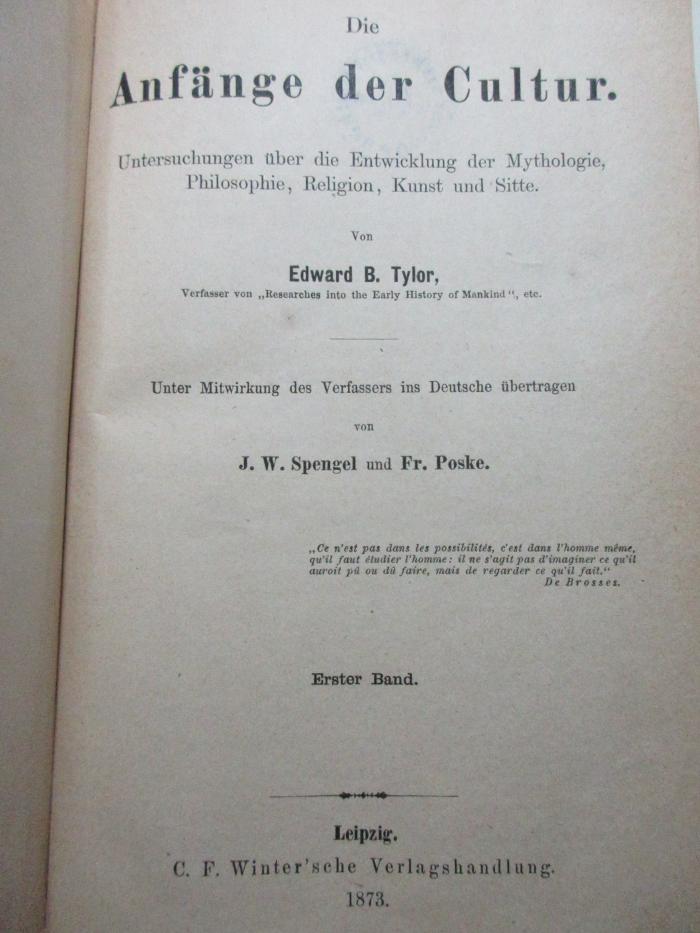 Die
Anfänge der Cultur.
Untersuchungen über die Entwicklung der Mythologie,
Philosophie, Religion, Kunst und Sitte.
Von
Edward B. Tylor,
Verfasser von „Researches into the Early History of Mankind“, etc.
Unter Mitwirkung des Verfassers ins Deutsche übertragen
von
J. W. Spengel und Fr. Poske.
„Ce n'est pas dans les possibilités, c'est dans l'homme même,
qu'il faut étudier l'homme: il ne s'agit pas d'imaginer ce qu'il
auroit pû ou dû faire, mais de regarder ce qu'il fait.“
De Brosses.
Erster Band.
Leipzig.
C. F. Winter'sche Verlagshandlung.
1873.